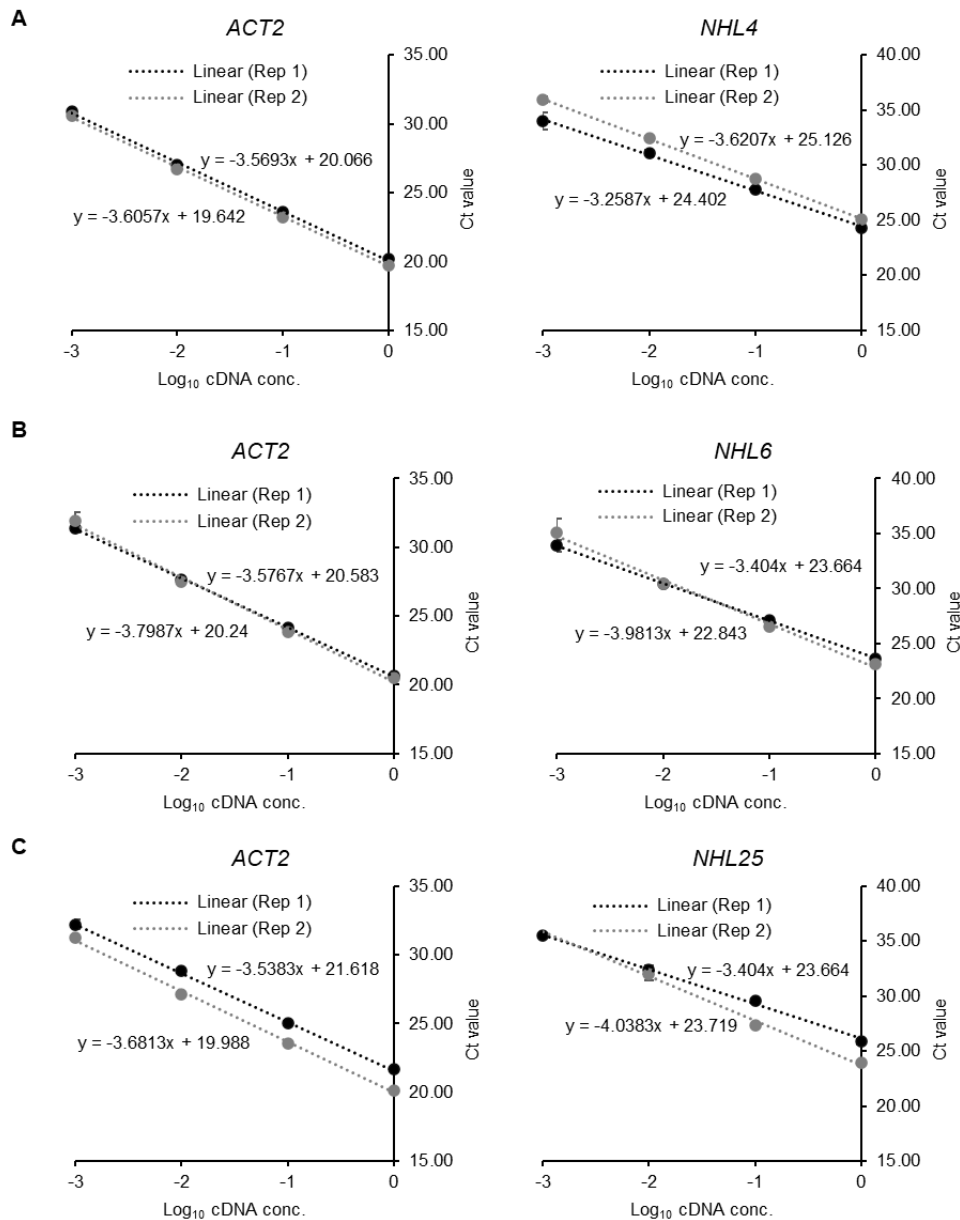 A
ACT2
Linear (Rep 1)
Linear (Rep 2)
y = -3.5693x + 20.066
y = -3.6057x + 19.642
35.00
30.00
25.00
20.00
15.00
Ct value
-3 -2 -1 0
Log10 cDNA conc.
NHL4
Linear (Rep 1)
Linear (Rep 2)
y = -3.6207x + 25.126
y = -3.2587x + 24.402
40.00
35.00
30.00
25.00
20.00
15.00
Ct value
-3 -2 -1 0
Log10 cDNA conc.
B
ACT2
Linear (Rep 1)
Linear (Rep 2)
y = -3.5767x + 20.583
y = -3.7987x + 20.24
35.00
30.00
25.00
20.00
15.00
Ct value
-3 -2 -1 0
Log10 cDNA conc.
NHL6
Linear (Rep 1)
Linear (Rep 2)
y = -3.404x + 23.664
y = -3.9813x + 22.843
40.00
35.00
30.00
25.00
20.00
15.00
Ct value
-3 -2 -1 0
Log10 cDNA conc.
C
ACT2
Linear (Rep 1)
Linear (Rep 2)
y = -3.5383x + 21.618
y = -3.6813x + 19.988
35.00
30.00
25.00
20.00
15.00
Ct value
-3 -2 -1 0
Log10 cDNA conc.
NHL25
Linear (Rep 1)
Linear (Rep 2)
y = -3.404x + 23.664
y = -4.0383x + 23.719
40.00
35.00
30.00
25.00
20.00
15.00
Ct value
-3 -2 -1 0
Log10 cDNA conc.